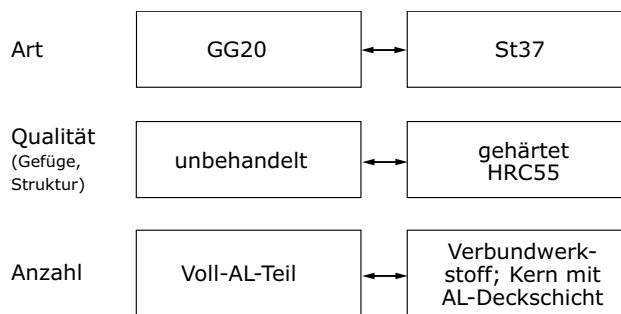 Art
GG20
St37
Qualität
(Gefüge,
Struktur)
unbehandelt
gehärtet
HRC55
Anzahl
Voll-AL-Teil
Verbundwerk-
stoff; Kern mit
AL-Deckschicht